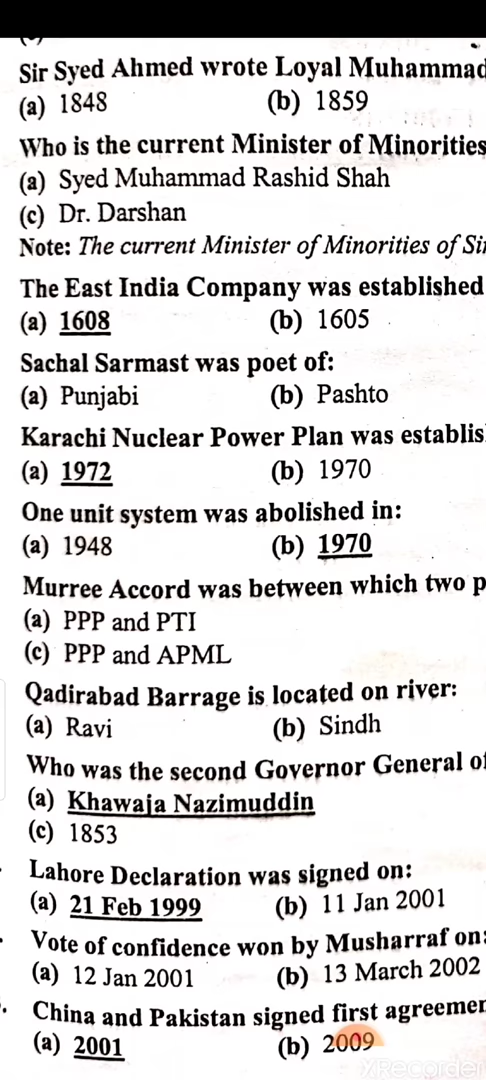 Sir Syed Ahmed wrote Loyal Muhammad
(a) 1848 (b) 1859
Who is the current Minister of Minorities
(a) Syed Muhammad Rashid Shah
(c) Dr. Darshan
Note: The current Minister of Minorities of Si
The East India Company was established
(a) 1608 (b) 1605
Sachal Sarmast was poet of:
(a) Punjabi (b) Pashto
Karachi Nuclear Power Plan was establis
(a) 1972 (b) 1970
One unit system was abolished in:
(a) 1948 (b) 1970
Murree Accord was between which two p
(a) PPP and PTI
(c) PPP and APML
Qadirabad Barrage is located on river:
(a) Ravi (b) Sindh
Who was the second Governor General of
(a) Khawaja Nazimuddin
(c) 1853
Lahore Declaration was signed on:
(a) 21 Feb 1999 (b) 11 Jan 2001
Vote of confidence won by Musharraf on:
(a) 12 Jan 2001 (b) 13 March 2002
China and Pakistan signed first agreemen
(a) 2001 (b) 2009
XRecorder